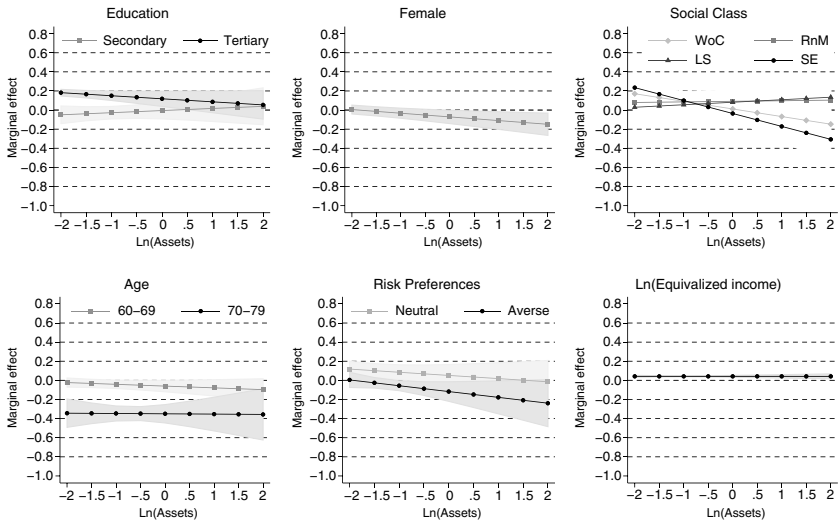 Education
0.8
0.6
0.4
0.2
0.0
−0.2
−0.4
−0.6
−0.8
−1.0
Marginal effect
Secondary Tertiary
−2 −1.5 −1 −.5 0 .5 1 1.5 2
Ln(Assets)
Female
0.8
0.6
0.4
0.2
0.0
−0.2
−0.4
−0.6
−0.8
−1.0
Marginal effect
−2 −1.5 −1 −.5 0 .5 1 1.5 2
Ln(Assets)
Social Class
0.8
0.6
0.4
0.2
0.0
−0.2
−0.4
−0.6
−0.8
−1.0
Marginal effect
WoC RnM
LS SE
−2 −1.5 −1 −.5 0 .5 1 1.5 2
Ln(Assets)
Age
0.8
0.6
0.4
0.2
0.0
−0.2
−0.4
−0.6
−0.8
−1.0
Marginal effect
60−69 70−79
−2 −1.5 −1 −.5 0 .5 1 1.5 2
Ln(Assets)
Risk Preferences
0.8
0.6
0.4
0.2
0.0
−0.2
−0.4
−0.6
−0.8
−1.0
Marginal effect
Neutral Averse
−2 −1.5 −1 −.5 0 .5 1 1.5 2
Ln(Assets)
Ln(Equivalized income)
0.8
0.6
0.4
0.2
0.0
−0.2
−0.4
−0.6
−0.8
−1.0
Marginal effect
−2 −1.5 −1 −.5 0 .5 1 1.5 2
Ln(Assets)